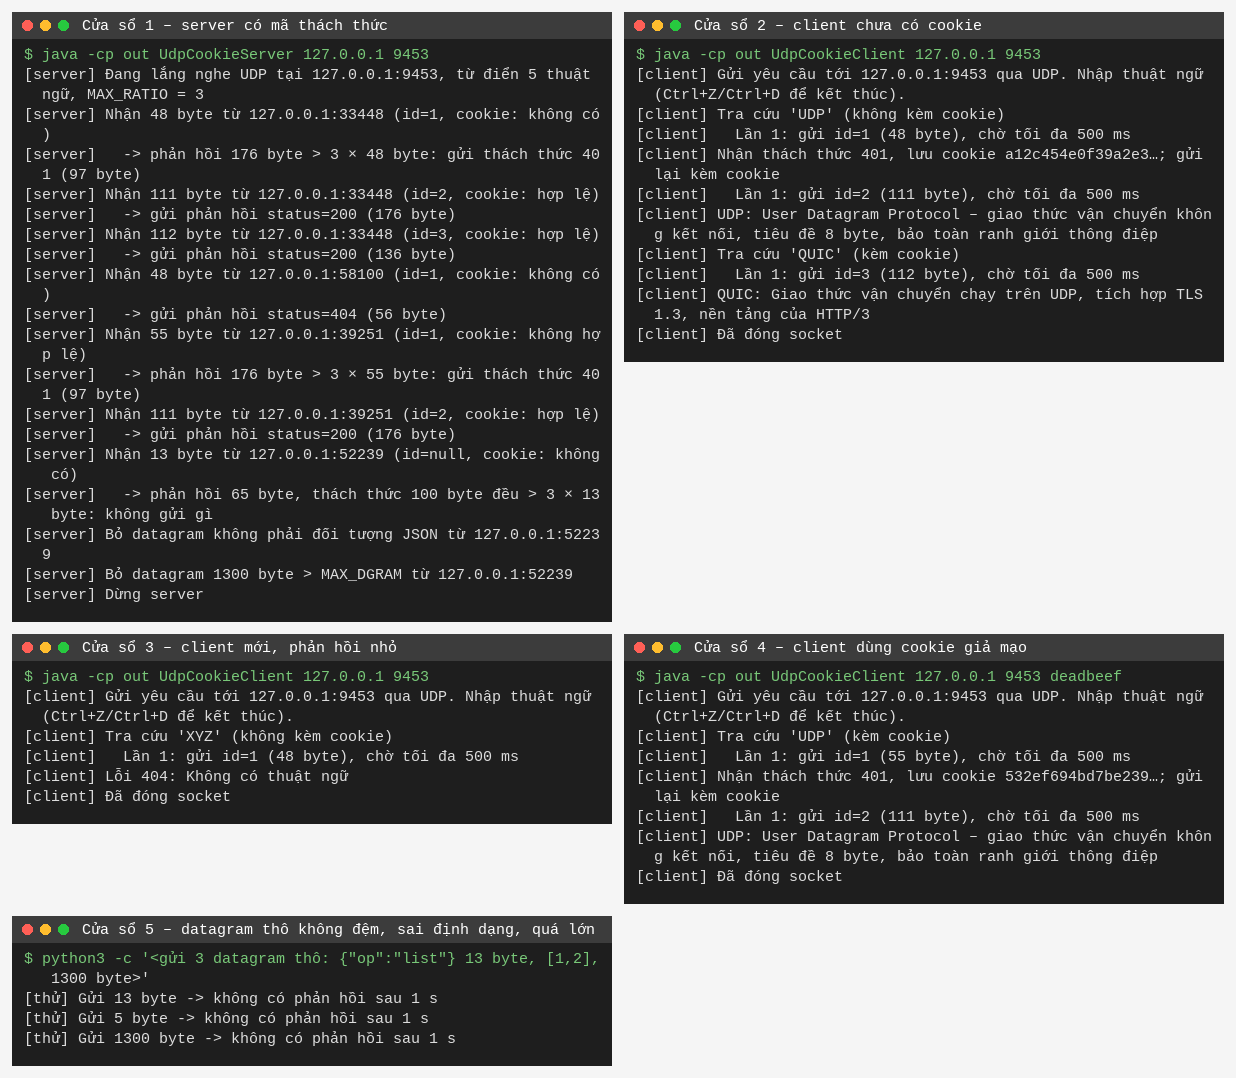 Cửa sổ 1 – server có mã thách thức
$ java -cp out UdpCookieServer 127.0.0.1 9453
[server] Đang lắng nghe UDP tại 127.0.0.1:9453, từ điển 5 thuật
ngữ, MAX_RATIO = 3
[server] Nhận 48 byte từ 127.0.0.1:33448 (id=1, cookie: không có
)
[server]   -> phản hồi 176 byte > 3 × 48 byte: gửi thách thức 40
1 (97 byte)
[server] Nhận 111 byte từ 127.0.0.1:33448 (id=2, cookie: hợp lệ)
[server]   -> gửi phản hồi status=200 (176 byte)
[server] Nhận 112 byte từ 127.0.0.1:33448 (id=3, cookie: hợp lệ)
[server]   -> gửi phản hồi status=200 (136 byte)
[server] Nhận 48 byte từ 127.0.0.1:58100 (id=1, cookie: không có
)
[server]   -> gửi phản hồi status=404 (56 byte)
[server] Nhận 55 byte từ 127.0.0.1:39251 (id=1, cookie: không hợ
p lệ)
[server]   -> phản hồi 176 byte > 3 × 55 byte: gửi thách thức 40
1 (97 byte)
[server] Nhận 111 byte từ 127.0.0.1:39251 (id=2, cookie: hợp lệ)
[server]   -> gửi phản hồi status=200 (176 byte)
[server] Nhận 13 byte từ 127.0.0.1:52239 (id=null, cookie: không
có)
[server]   -> phản hồi 65 byte, thách thức 100 byte đều > 3 × 13
byte: không gửi gì
[server] Bỏ datagram không phải đối tượng JSON từ 127.0.0.1:5223
9
[server] Bỏ datagram 1300 byte > MAX_DGRAM từ 127.0.0.1:52239
[server] Dừng server
Cửa sổ 2 – client chưa có cookie
$ java -cp out UdpCookieClient 127.0.0.1 9453
[client] Gửi yêu cầu tới 127.0.0.1:9453 qua UDP. Nhập thuật ngữ
(Ctrl+Z/Ctrl+D để kết thúc).
[client] Tra cứu 'UDP' (không kèm cookie)
[client]   Lần 1: gửi id=1 (48 byte), chờ tối đa 500 ms
[client] Nhận thách thức 401, lưu cookie a12c454e0f39a2e3…; gửi
lại kèm cookie
[client]   Lần 1: gửi id=2 (111 byte), chờ tối đa 500 ms
[client] UDP: User Datagram Protocol – giao thức vận chuyển khôn
g kết nối, tiêu đề 8 byte, bảo toàn ranh giới thông điệp
[client] Tra cứu 'QUIC' (kèm cookie)
[client]   Lần 1: gửi id=3 (112 byte), chờ tối đa 500 ms
[client] QUIC: Giao thức vận chuyển chạy trên UDP, tích hợp TLS
1.3, nền tảng của HTTP/3
[client] Đã đóng socket
Cửa sổ 3 – client mới, phản hồi nhỏ
$ java -cp out UdpCookieClient 127.0.0.1 9453
[client] Gửi yêu cầu tới 127.0.0.1:9453 qua UDP. Nhập thuật ngữ
(Ctrl+Z/Ctrl+D để kết thúc).
[client] Tra cứu 'XYZ' (không kèm cookie)
[client]   Lần 1: gửi id=1 (48 byte), chờ tối đa 500 ms
[client] Lỗi 404: Không có thuật ngữ
[client] Đã đóng socket
Cửa sổ 4 – client dùng cookie giả mạo
$ java -cp out UdpCookieClient 127.0.0.1 9453 deadbeef
[client] Gửi yêu cầu tới 127.0.0.1:9453 qua UDP. Nhập thuật ngữ
(Ctrl+Z/Ctrl+D để kết thúc).
[client] Tra cứu 'UDP' (kèm cookie)
[client]   Lần 1: gửi id=1 (55 byte), chờ tối đa 500 ms
[client] Nhận thách thức 401, lưu cookie 532ef694bd7be239…; gửi
lại kèm cookie
[client]   Lần 1: gửi id=2 (111 byte), chờ tối đa 500 ms
[client] UDP: User Datagram Protocol – giao thức vận chuyển khôn
g kết nối, tiêu đề 8 byte, bảo toàn ranh giới thông điệp
[client] Đã đóng socket
Cửa sổ 5 – datagram thô không đệm, sai định dạng, quá lớn
$ python3 -c '<gửi 3 datagram thô: {"op":"list"} 13 byte, [1,2],
1300 byte>'
[thử] Gửi 13 byte -> không có phản hồi sau 1 s
[thử] Gửi 5 byte -> không có phản hồi sau 1 s
[thử] Gửi 1300 byte -> không có phản hồi sau 1 s